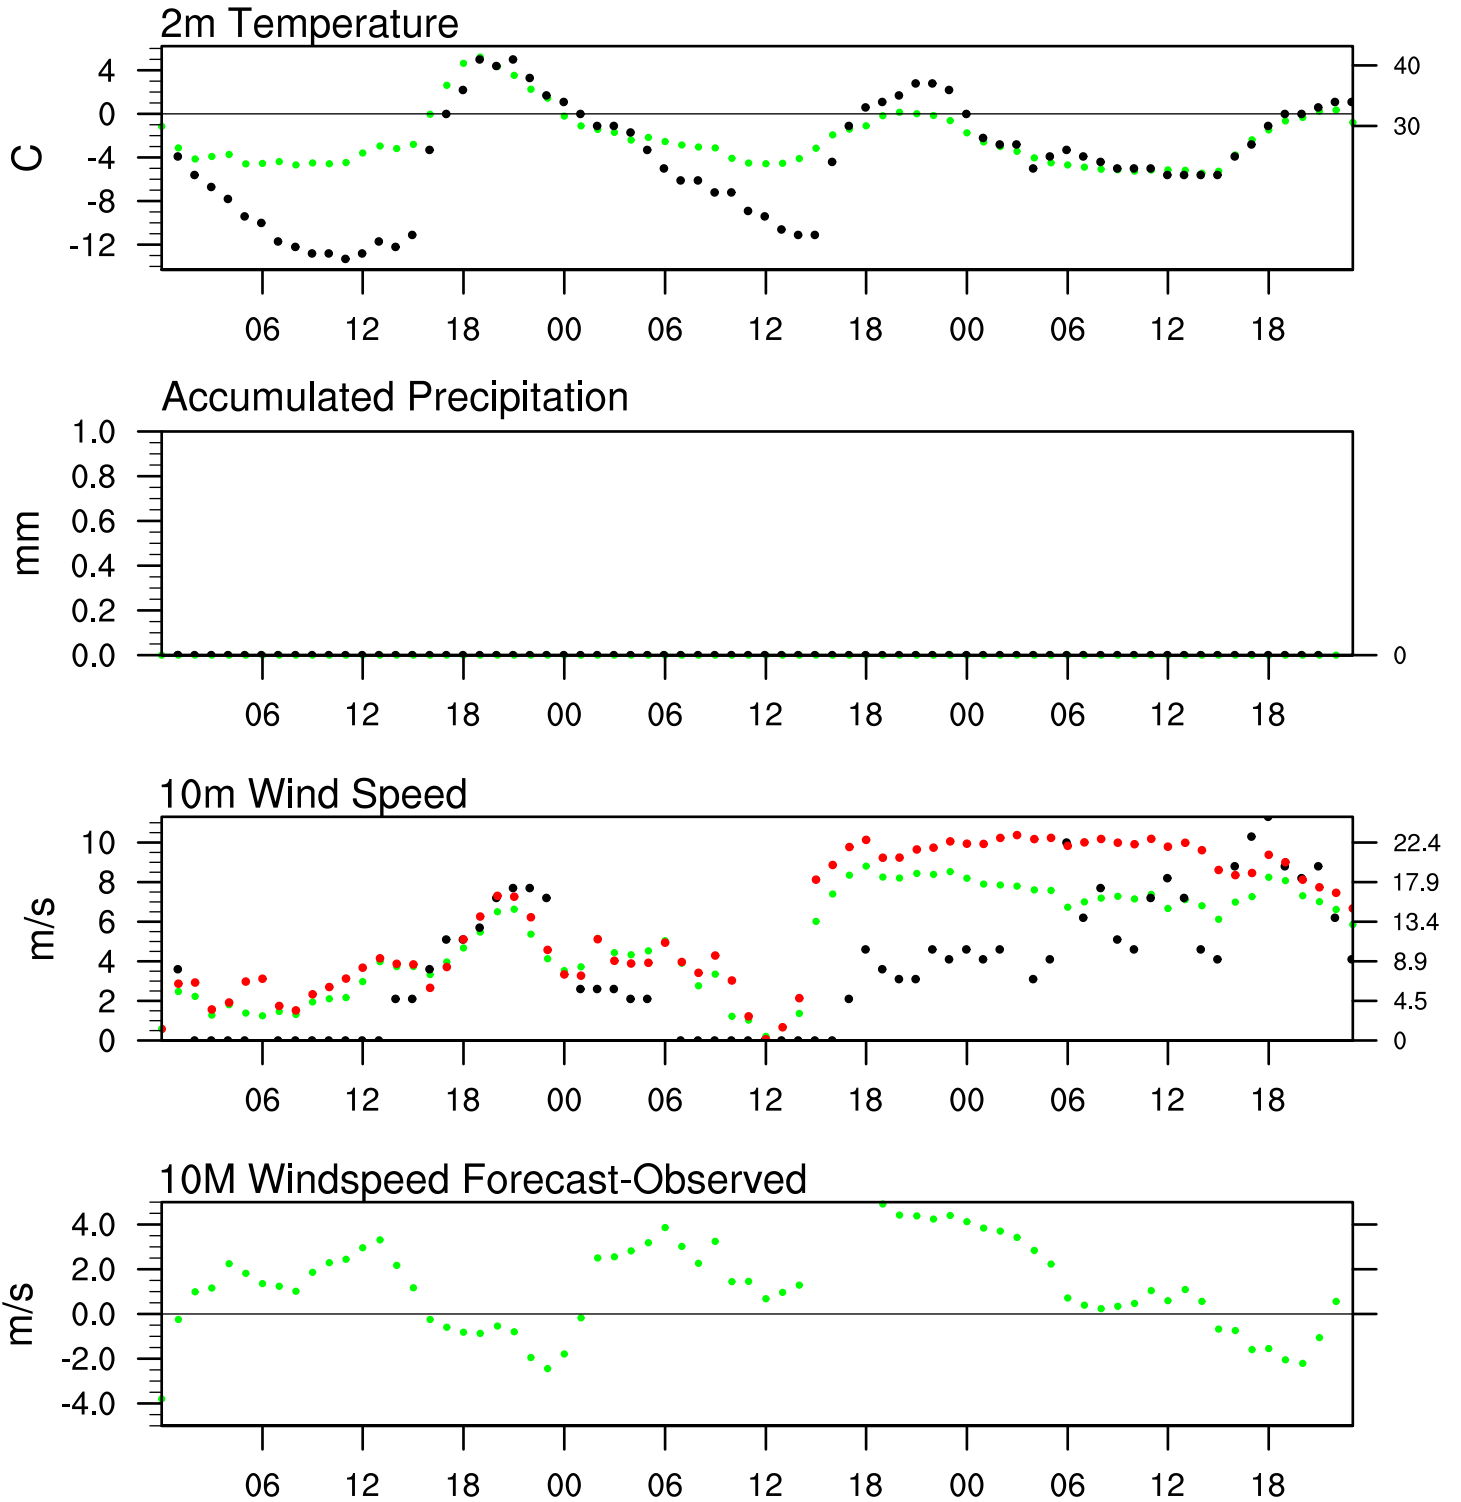 2m Temperature
4
0
-4
-8
-12
C
40
30
06 12 18 00 06 12 18 00 06 12 18
Accumulated Precipitation
1.0
0.8
0.6
0.4
0.2
0.0
mm
0
06 12 18 00 06 12 18 00 06 12 18
10m Wind Speed
10
8
6
4
2
0
m/s
22.4
17.9
13.4
8.9
4.5
0
06 12 18 00 06 12 18 00 06 12 18
10M Windspeed Forecast-Observed
4.0
2.0
0.0
-2.0
-4.0
m/s
06 12 18 00 06 12 18 00 06 12 18